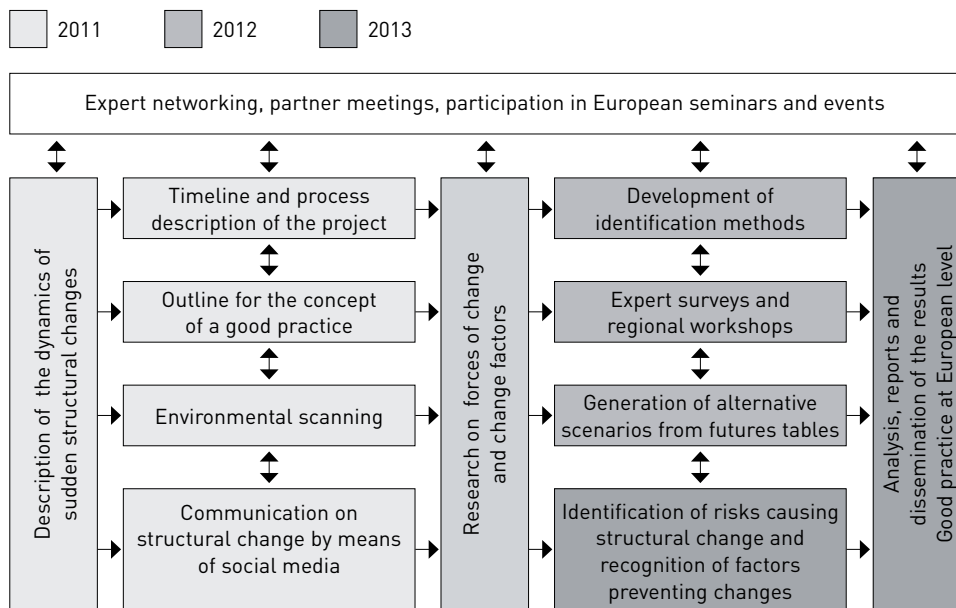 2011
2012
2013
Expert networking, partner meetings, participation in European seminars and events
Description of the dynamics of
sudden structural changes
Timeline and process
description of the project
Outline for the concept
of a good practice
Environmental scanning
Communication on
structural change by means
of social media
Research on forces of change
and change factors
Development of
identification methods
Expert surveys and
regional workshops
Generation of alternative
scenarios from futures tables
Identification of risks causing
structural change and
recognition of factors
preventing changes
Analysis, reports and
dissemination of the results
Good practice at European level